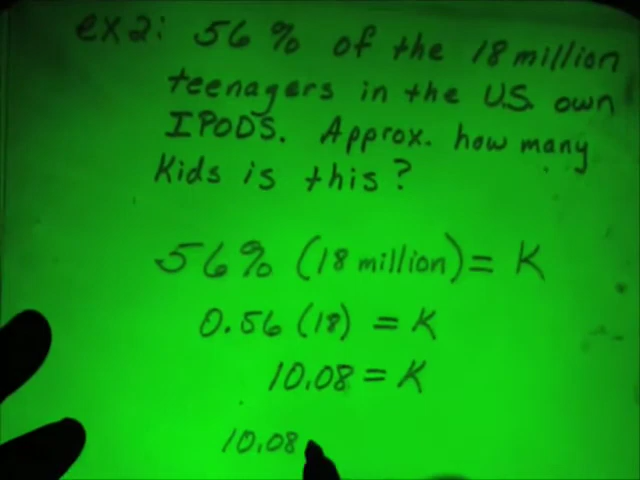 ex2: 56% of the 18 million
teenagers in the U.S. own
IPODS. Approx. how many
Kids is this?
56% (18 million) = K
0.56 (18) = K
10.08 = K
10.08